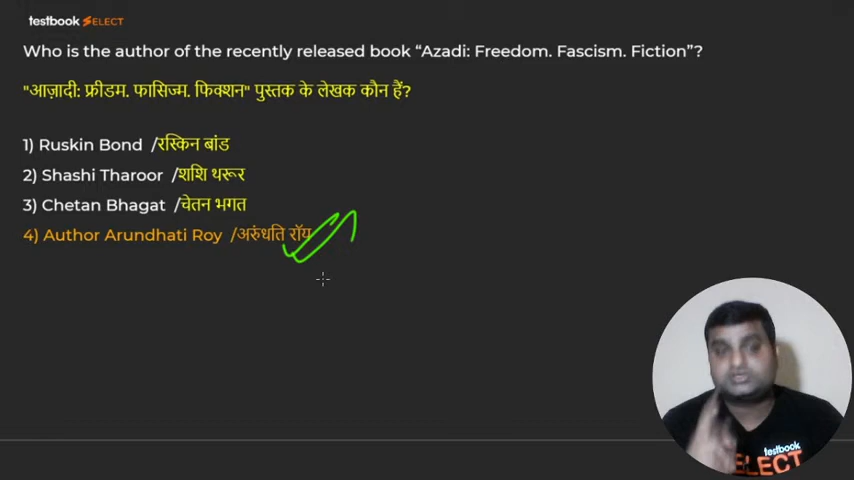 testbook SELECT
Who is the author of the recently released book “Azadi: Freedom. Fascism. Fiction”?
"आज़ादी: फ्रीडम. फासिज्म. फिक्शन" पुस्तक के लेखक कौन हैं?
1) Ruskin Bond /रस्किन बांड
2) Shashi Tharoor /शशि थरूर
3) Chetan Bhagat /चेतन भगत
4) Author Arundhati Roy /अरुंधति रॉय
testbook
SELECT